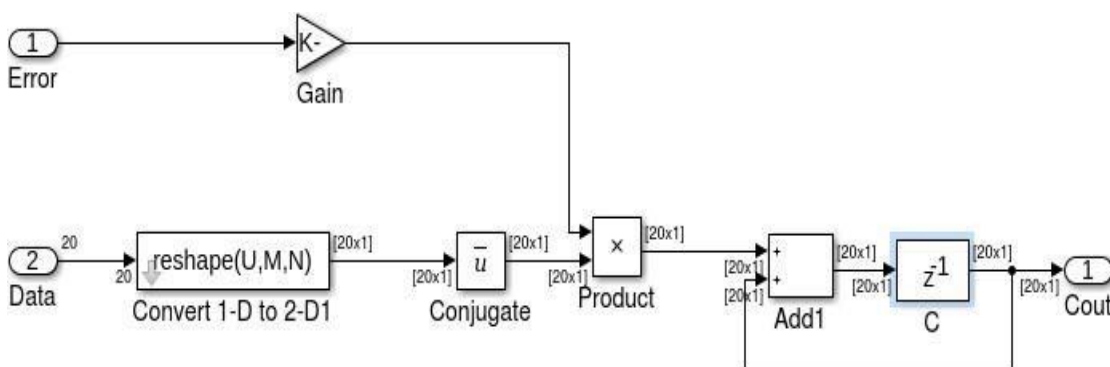 1
Error
K-
Gain
2
Data
20
20
reshape(U,M,N)
Convert 1-D to 2-D1
[20x1]
[20x1]
u
Conjugate
[20x1]
[20x1]
×
Product
[20x1]
[20x1]
[20x1]
+
+
Add1
[20x1]
[20x1]
z-1
C
[20x1]
[20x1]
1
Cout